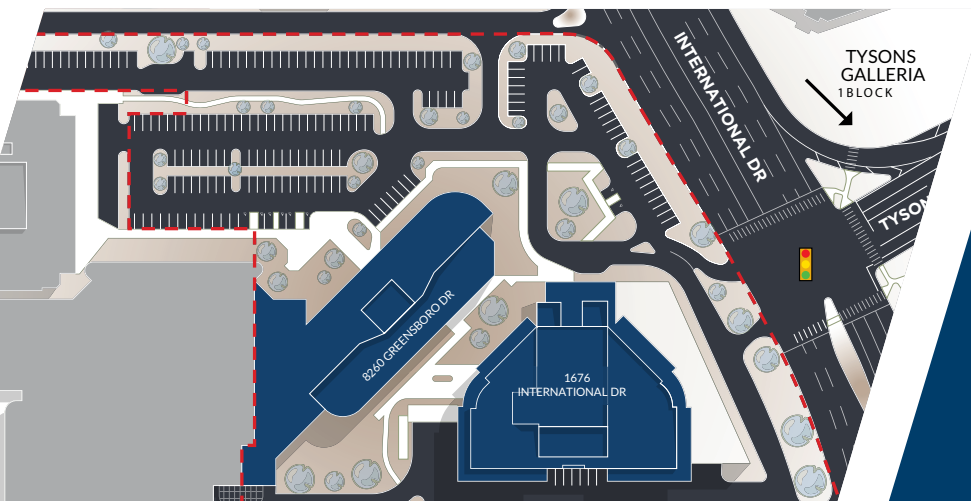 INTERNATIONAL DR
TYSONS
GALLERIA
1 BLOCK
TYSON
8260 GREENSBORO DR
1676
INTERNATIONAL DR